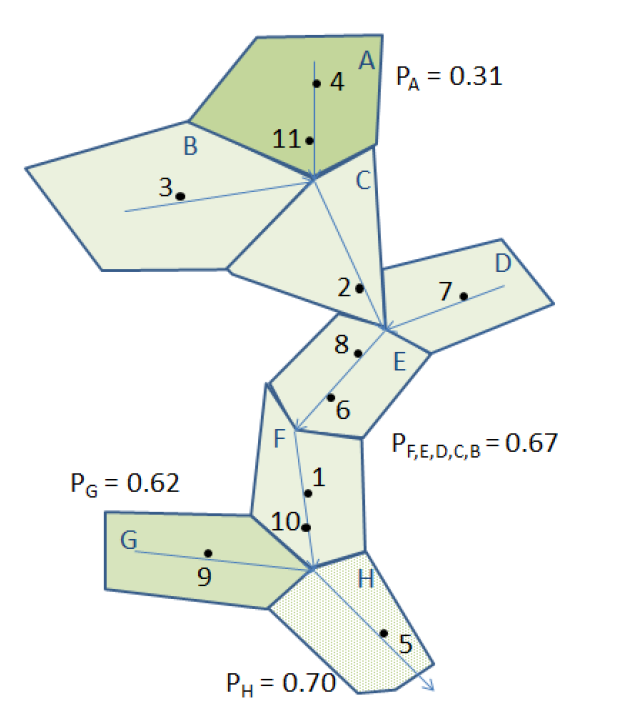 A
4
P_A = 0.31
11
B
C
3
D
2
7
8
E
6
F
P_F,E,D,C,B = 0.67
P_G = 0.62
1
10
G
9
H
5
P_H = 0.70